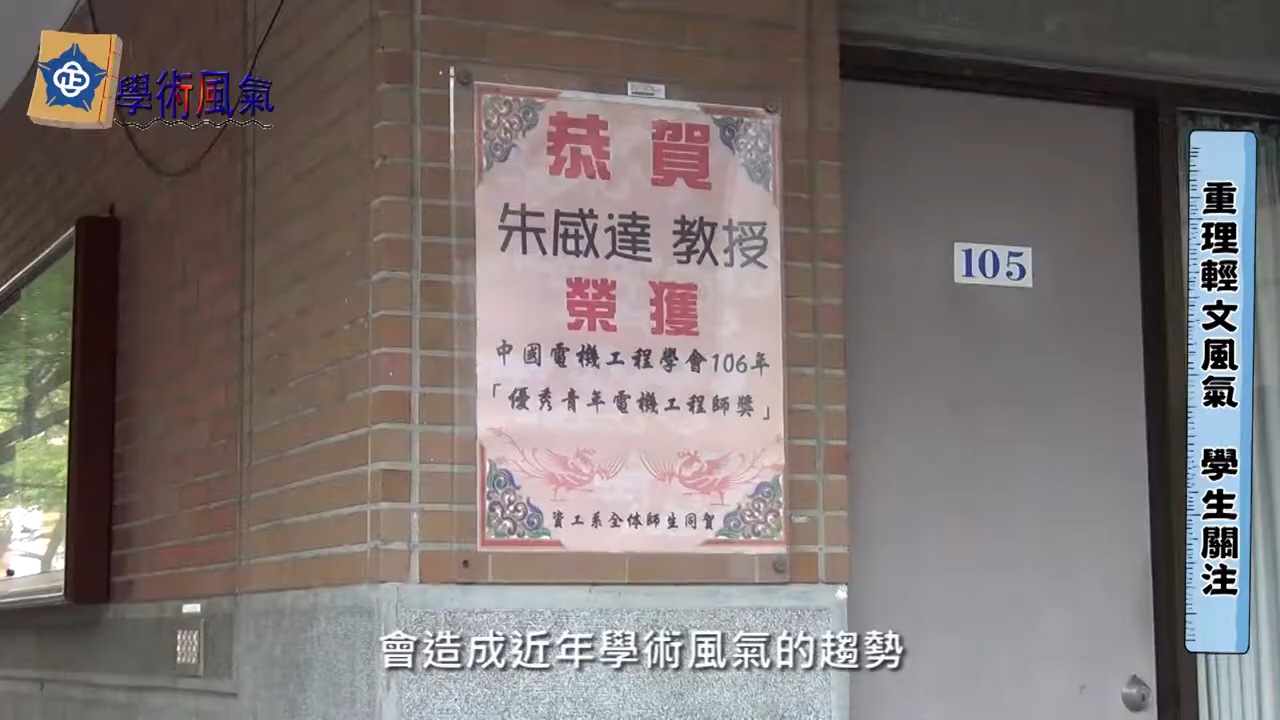 學術風氣
恭賀
朱威達 教授
榮獲
中國電機工程學會106年
「優秀青年電機工程師獎」
資工系全体師生同賀
105
重理輕文風氣 學生關注
會造成近年學術風氣的趨勢